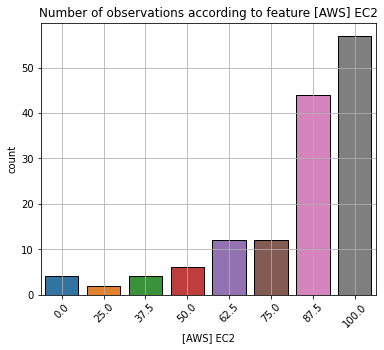 Number of observations according to feature [AWS] EC2
count
50
40
30
20
10
0
0.0 25.0 37.5 50.0 62.5 75.0 87.5 100.0
[AWS] EC2